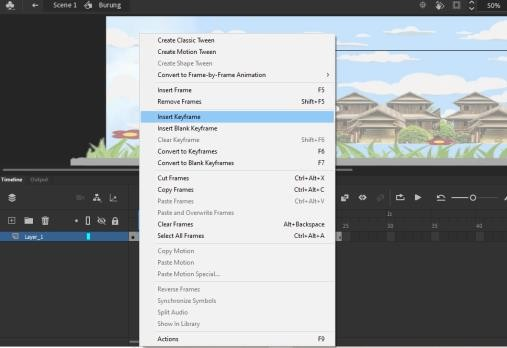 Scene 1 Burung 50%
Create Classic Tween
Create Motion Tween
Create Shape Tween
Convert to Frame-by-Frame Animation
Insert Frame F5
Remove Frames Shift+F5
Insert Keyframe
Insert Blank Keyframe
Clear Keyframe Shift+F6
Convert to Keyframes F6
Convert to Blank Keyframes F7
Timeline Output
Cut Frames Ctrl+Alt+X
Copy Frames Ctrl+Alt+C
Paste Frames Ctrl+Alt+V
Paste and Overwrite Frames
Clear Frames Alt+Backspace
Select All Frames Ctrl+Alt+A
1s
25 30 35 40
Layer_1
Copy Motion
Paste Motion
Paste Motion Special...
Reverse Frames
Synchronize Symbols
Split Audio
Show In Library
Actions F9